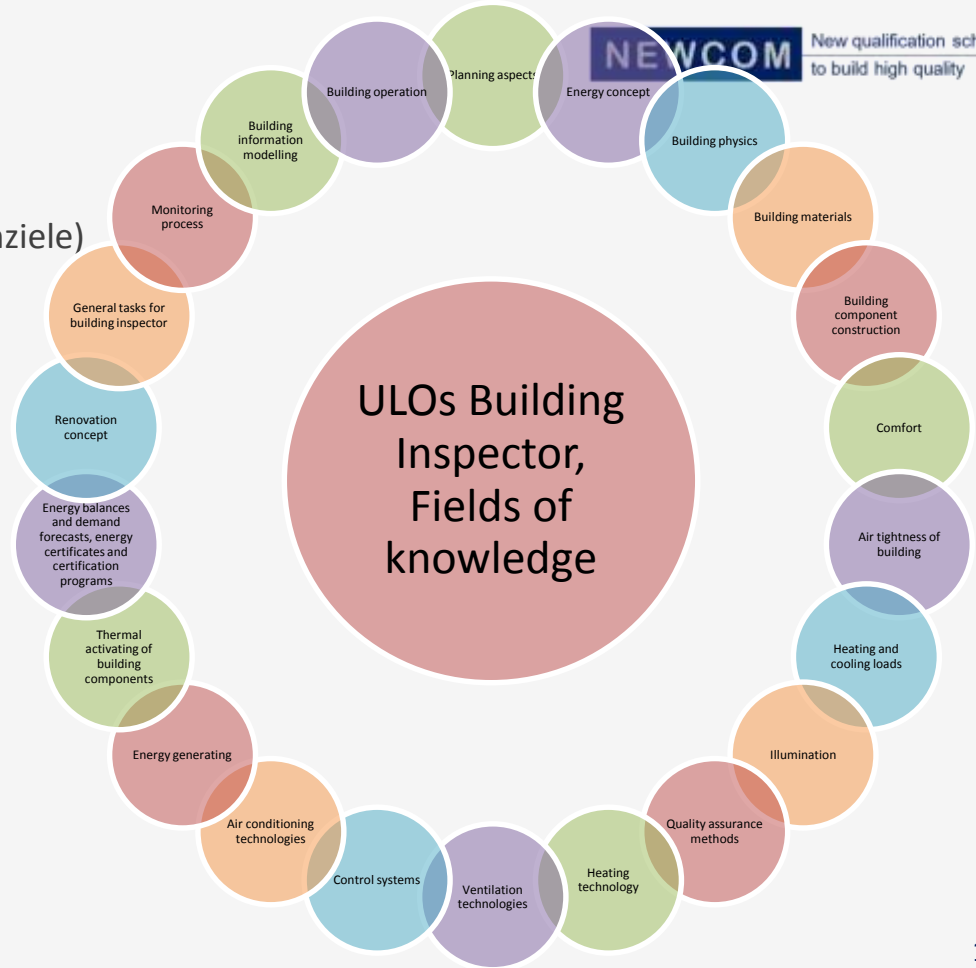 NEWCOM
New qualification sch
to build high quality
nziele)
ULOs Building
Inspector,
Fields of
knowledge
Planning aspects
Energy concept
Building physics
Building materials
Building
component
construction
Comfort
Air tightness of
building
Heating and
cooling loads
Illumination
Quality assurance
methods
Heating
technology
Ventilation
technologies
Control systems
Air conditioning
technologies
Energy generating
Thermal
activating of
building
components
Energy balances
and demand
forecasts, energy
certificates and
certification
programs
Renovation
concept
General tasks for
building inspector
Monitoring
process
Building
information
modelling
Building operation